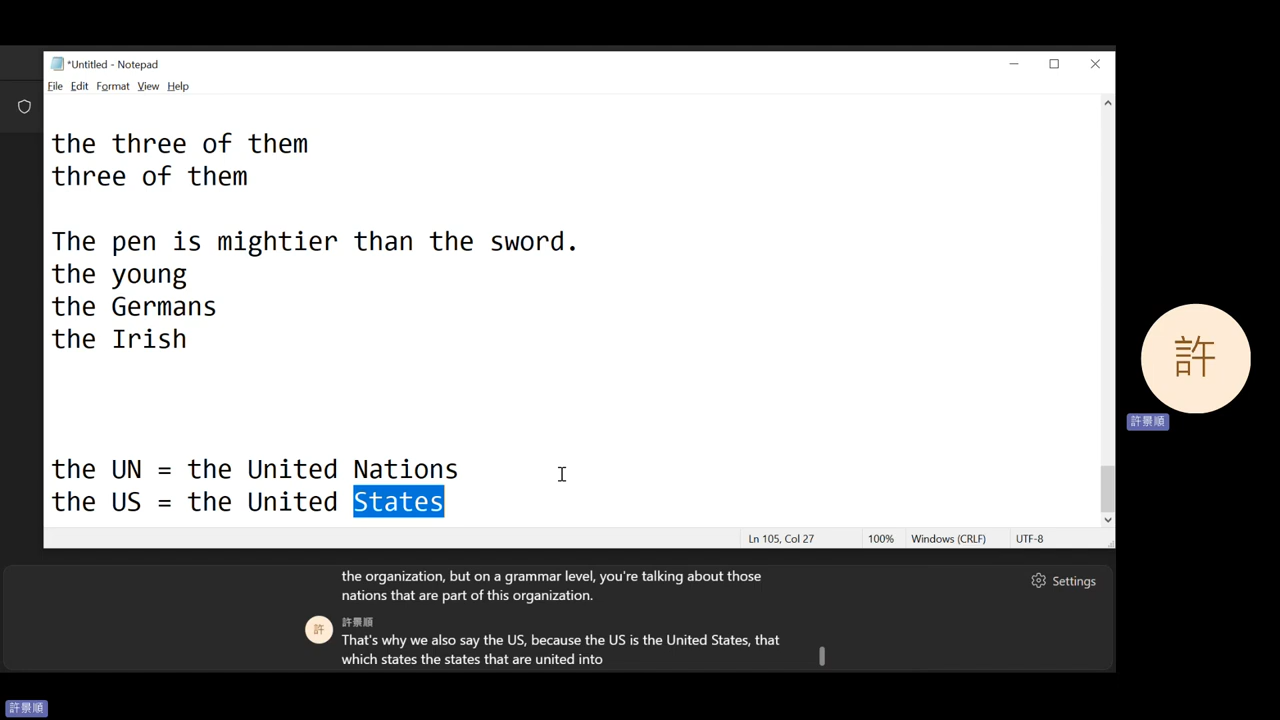 *Untitled - Notepad
File Edit Format View Help
the three of them
three of them
The pen is mightier than the sword.
the young
the Germans
the Irish
the UN = the United Nations
the US = the United States
Ln 105, Col 27 100% Windows (CRLF) UTF-8
the organization, but on a grammar level, you're talking about those
nations that are part of this organization.
Settings
許 許景順
That's why we also say the US, because the US is the United States, that
which states the states that are united into
許
許景順
許景順